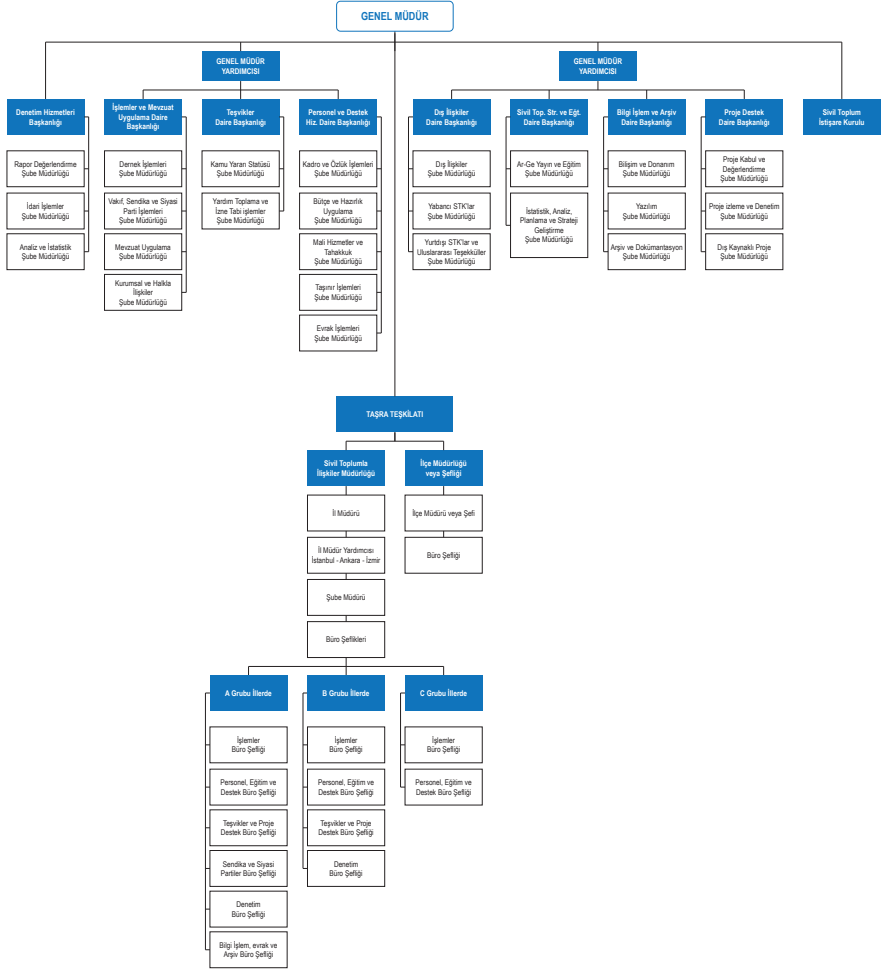 GENEL MÜDÜR
GENEL MÜDÜR
YARDIMCISI
GENEL MÜDÜR
YARDIMCISI
Denetim Hizmetleri
Başkanlığı
İşlemler ve Mevzuat
Uygulama Daire
Başkanlığı
Teşvikler
Daire Başkanlığı
Personel ve Destek
Hiz. Daire Başkanlığı
Dış İlişkiler
Daire Başkanlığı
Sivil Top. Str. ve Eğt.
Daire Başkanlığı
Bilgi İşlem ve Arşiv
Daire Başkanlığı
Proje Destek
Daire Başkanlığı
Sivil Toplum
İstişare Kurulu
Rapor Değerlendirme
Şube Müdürlüğü
İdari İşlemler
Şube Müdürlüğü
Analiz ve İstatistik
Şube Müdürlüğü
Dernek İşlemleri
Şube Müdürlüğü
Vakıf, Sendika ve Siyasi
Parti İşlemleri
Şube Müdürlüğü
Mevzuat Uygulama
Şube Müdürlüğü
Kurumsal ve Halkla
İlişkiler
Şube Müdürlüğü
Kamu Yararı Statüsü
Şube Müdürlüğü
Yardım Toplama ve
İzne Tabi işlemler
Şube Müdürlüğü
Kadro ve Özlük İşlemleri
Şube Müdürlüğü
Bütçe ve Hazırlık
Uygulama
Şube Müdürlüğü
Mali Hizmetler ve
Tahakkuk
Şube Müdürlüğü
Taşınır İşlemleri
Şube Müdürlüğü
Evrak İşlemleri
Şube Müdürlüğü
Dış İlişkiler
Şube Müdürlüğü
Yabancı STK'lar
Şube Müdürlüğü
Yurtdışı STK'lar ve
Uluslararası Teşekküller
Şube Müdürlüğü
Ar-Ge Yayın ve Eğitim
Şube Müdürlüğü
İstatistik, Analiz,
Planlama ve Strateji
Geliştirme
Şube Müdürlüğü
Bilişim ve Donanım
Şube Müdürlüğü
Yazılım
Şube Müdürlüğü
Arşiv ve Dokümantasyon
Şube Müdürlüğü
Proje Kabul ve
Değerlendirme
Şube Müdürlüğü
Proje izleme ve Denetim
Şube Müdürlüğü
Dış Kaynaklı Proje
Şube Müdürlüğü
TAŞRA TEŞKİLATI
Sivil Toplumla
İlişkiler Müdürlüğü
İlçe Müdürlüğü
veya Şefliği
İl Müdürü
İlçe Müdürü veya Şefi
İl Müdür Yardımcısı
İstanbul - Ankara - İzmir
Büro Şefliği
Şube Müdürü
Büro Şeflikleri
A Grubu İllerde
B Grubu İllerde
C Grubu İllerde
İşlemler
Büro Şefliği
Personel, Eğitim ve
Destek Büro Şefliği
Teşvikler ve Proje
Destek Büro Şefliği
Sendika ve Siyasi
Partiler Büro Şefliği
Denetim
Büro Şefliği
Bilgi İşlem, evrak ve
Arşiv Büro Şefliği
İşlemler
Büro Şefliği
Personel, Eğitim ve
Destek Büro Şefliği
Teşvikler ve Proje
Destek Büro Şefliği
Denetim
Büro Şefliği
İşlemler
Büro Şefliği
Personel, Eğitim ve
Destek Büro Şefliği